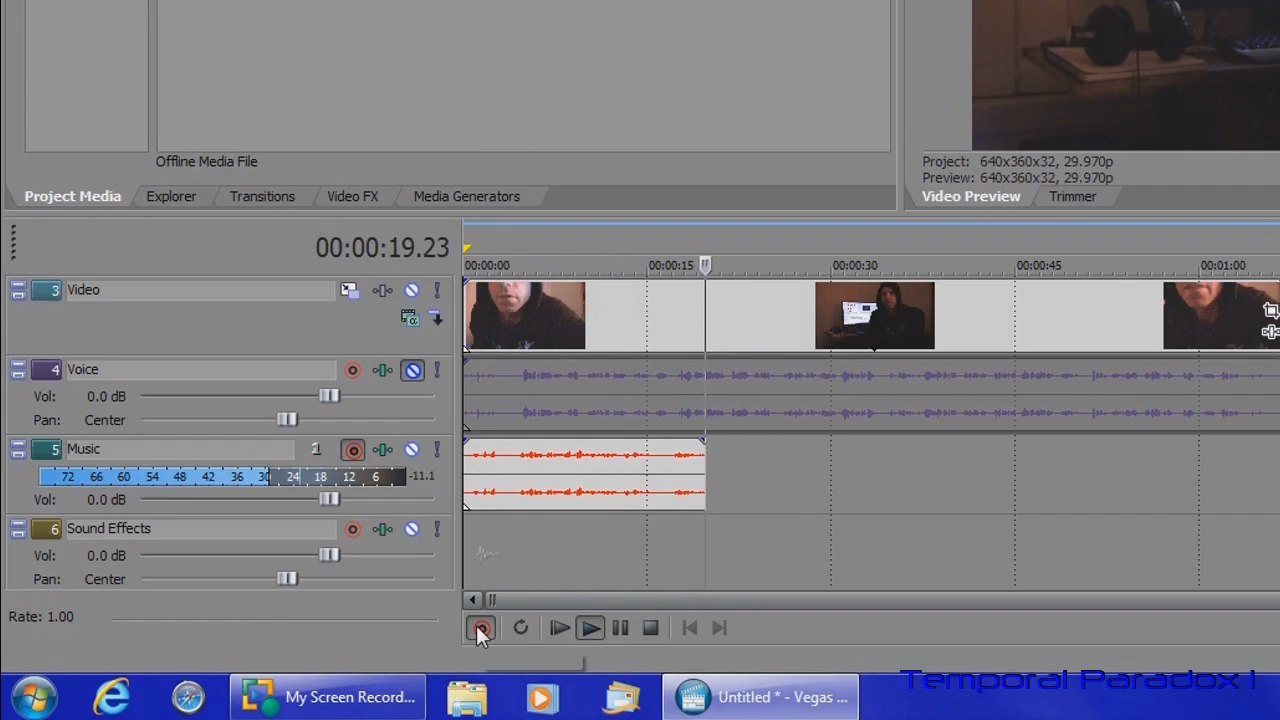 Offline Media File
Project: 640x360x32, 29.970p
Preview: 640x360x32, 29.970p
Project Media Explorer Transitions Video FX Media Generators
Video Preview Trimmer
00:00:19.23
00:00:00 00:00:15 00:00:30 00:00:45 00:01:00
3 Video
4 Voice
Vol: 0.0 dB
Pan: Center
5 Music 1
72 66 60 54 48 42 36 30 24 18 12 6 -11.1
Vol: 0.0 dB
6 Sound Effects
Vol: 0.0 dB
Pan: Center
Rate: 1.00
My Screen Record...
Untitled * - Vegas ...
Temporal Paradox I